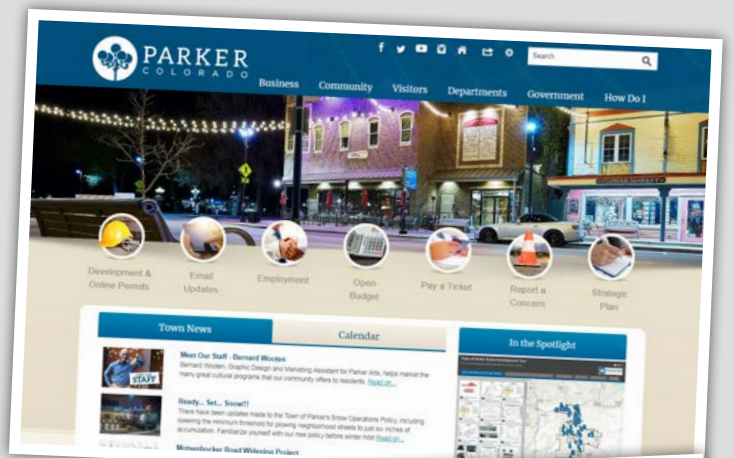 PARKER
COLORADO
Search
Business Community Visitors Departments Government How Do I
Development &
Online Permits
Email
Updates
Employment
Open
Budget
Pay a Ticket
Report a
Concern
Strategic
Plan
Town News
Calendar
In the Spotlight
Meet Our Staff - Bernard Wooten
Bernard Wooten, Graphic Design and Marketing Assistant for Parker Arts, helps market the
many great cultural programs that our community offers to residents. Read on...
STAFF
Ready... Set... Snow!!!
There have been updates made to the Town of Parker's Snow Operations Policy, including
lowering the minimum threshold for plowing neighborhood streets to just six inches of
accumulation. Familiarize yourself with our new policy before winter hits! Read on...
Motsenbocker Road Widening Project